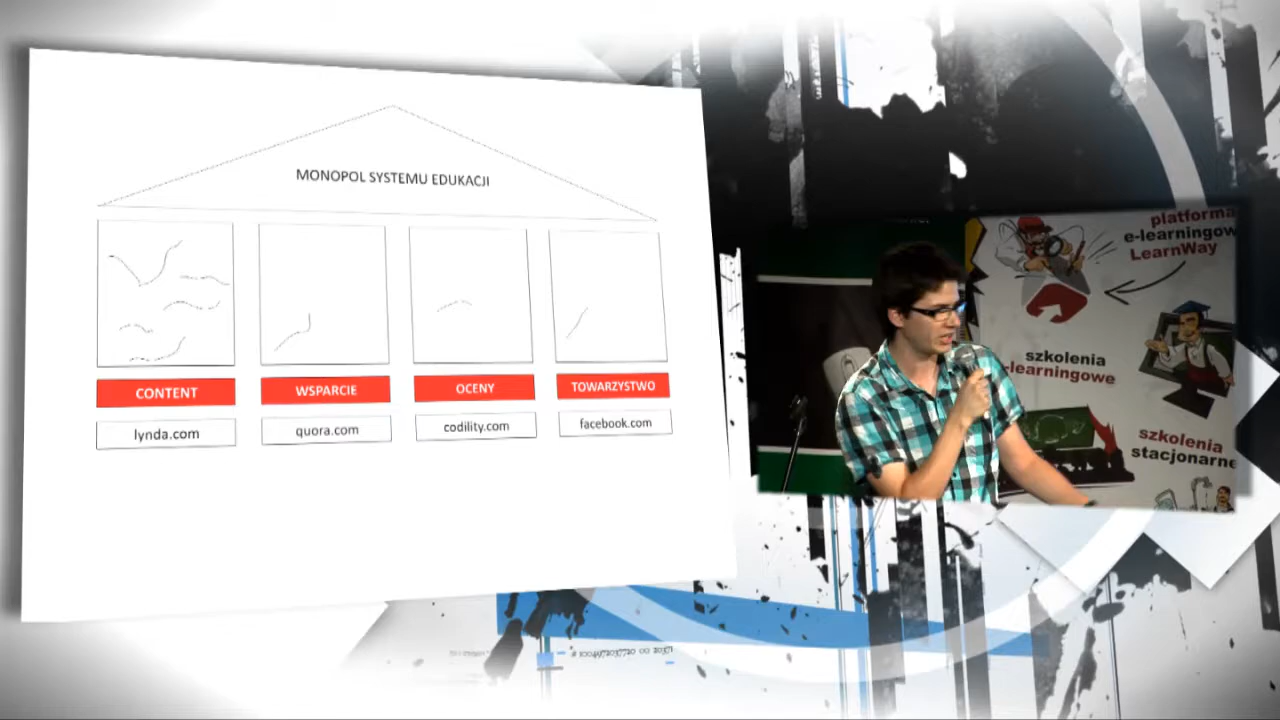 MONOPOL SYSTEMU EDUKACJI
CONTENT
WSPARCIE
OCENY
TOWARZYSTWO
lynda.com
quora.com
codility.com
facebook.com
platforma
e-learningow
LearnWay
szkolenia
-learningowe
szkolenia
stacjonarne